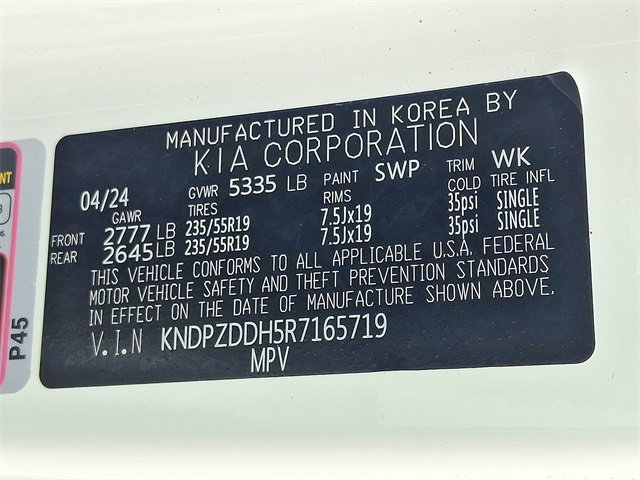 MANUFACTURED IN KOREA BY
KIA CORPORATION
04/24 GVWR 5335 LB PAINT SWP TRIM WK
GAWR TIRES RIMS COLD TIRE INFL
FRONT 2777 LB 235/55R19 7.5Jx19 35psi SINGLE
REAR 2645 LB 235/55R19 7.5Jx19 35psi SINGLE
THIS VEHICLE CONFORMS TO ALL APPLICABLE U.S.A. FEDERAL
MOTOR VEHICLE SAFETY AND THEFT PREVENTION STANDARDS
IN EFFECT ON THE DATE OF MANUFACTURE SHOWN ABOVE.
V.I.N KNDPZDDH5R7165719
MPV
P45